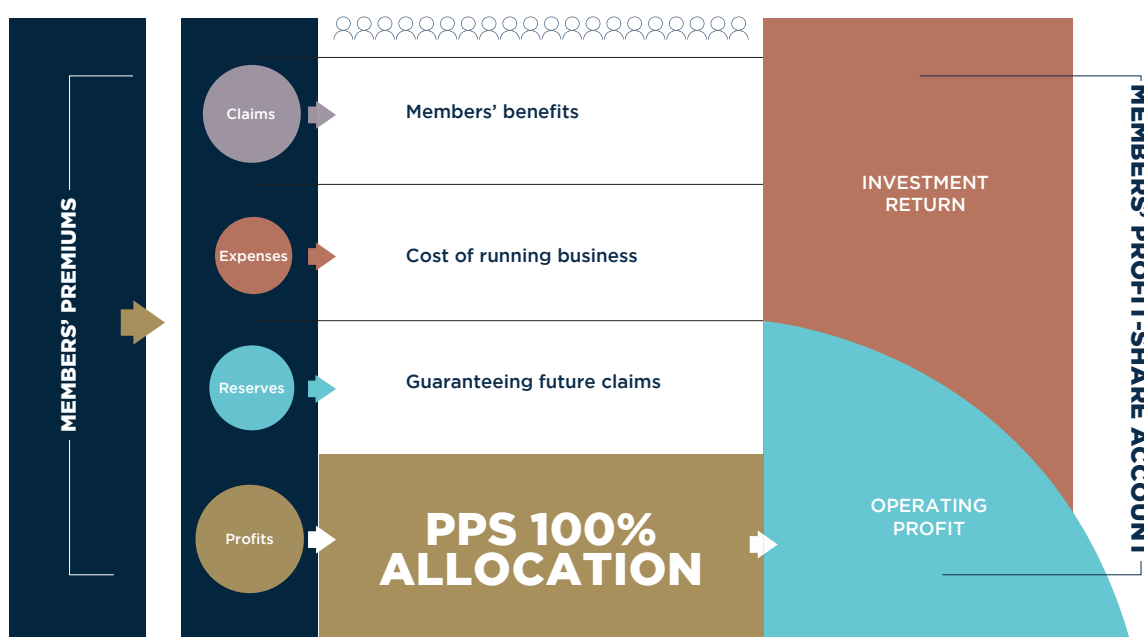 MEMBERS' PREMIUMS
Claims
Members' benefits
Expenses
Cost of running business
Reserves
Guaranteeing future claims
Profits
PPS 100%
ALLOCATION
INVESTMENT
RETURN
OPERATING
PROFIT
MEMBERS' PROFIT-SHARE ACCOUNT